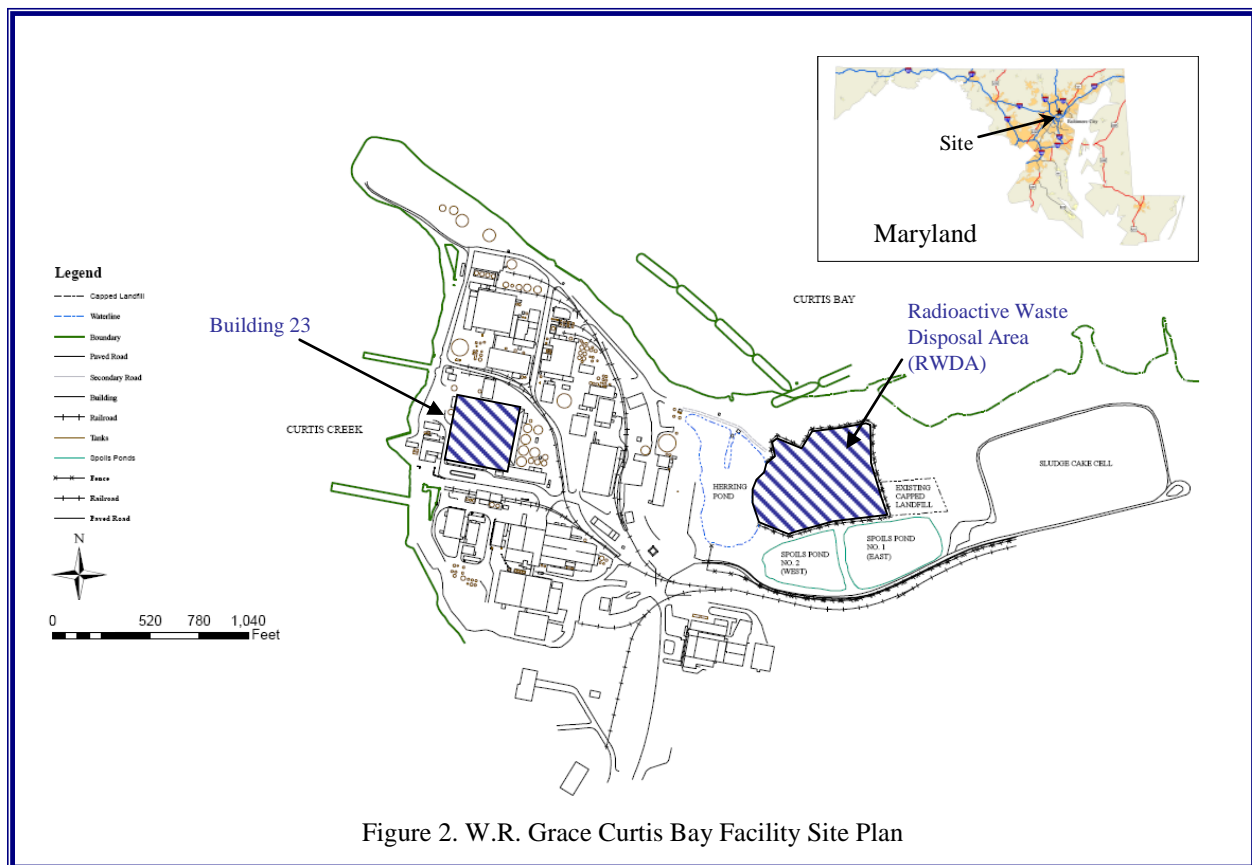 Site
Baltimore City
Maryland
Legend
Capped Landfill
Waterline
Boundary
Paved Road
Secondary Road
Building
Railroad
Tanks
Spoils Ponds
Fence
Railroad
Paved Road
N
0 520 780 1,040
Feet
Building 23
CURTIS CREEK
CURTIS BAY
Radioactive Waste
Disposal Area
(RWDA)
HERRING
POND
EXISTING
CAPPED
LANDFILL
SLUDGE CAKE CELL
SPOILS POND
NO. 1
(EAST)
SPOILS POND
NO. 2
(WEST)
Figure 2. W.R. Grace Curtis Bay Facility Site Plan